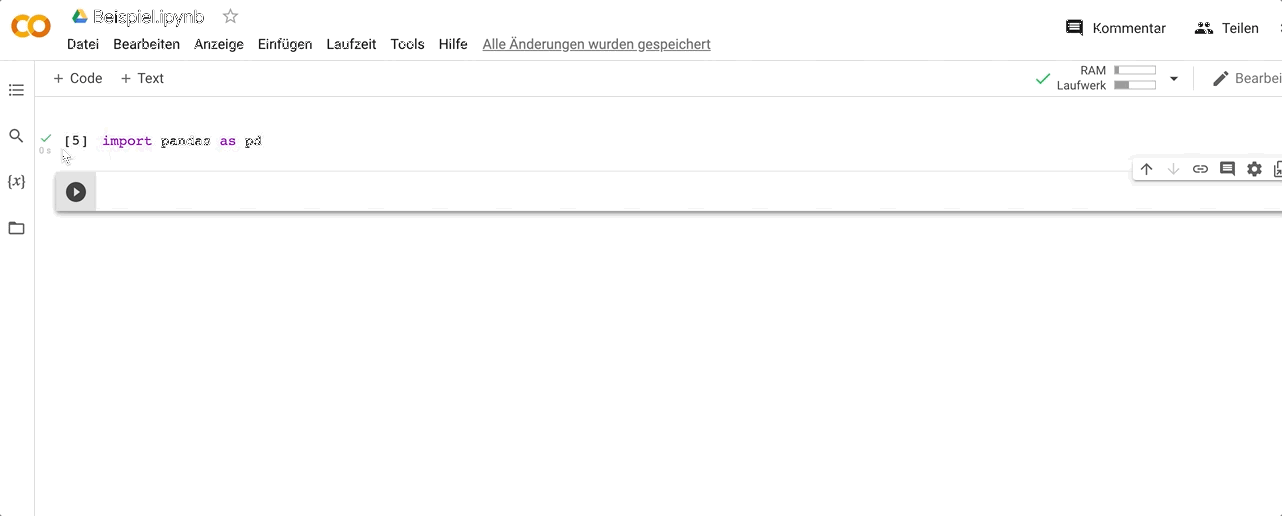 Beispiel.ipynb
Datei Bearbeiten Anzeige Einfügen Laufzeit Tools Hilfe Alle Änderungen wurden gespeichert
Kommentar Teilen
+ Code + Text
RAM
Laufwerk
Bearbei
[5] import pandas as pd
0 s
{x}